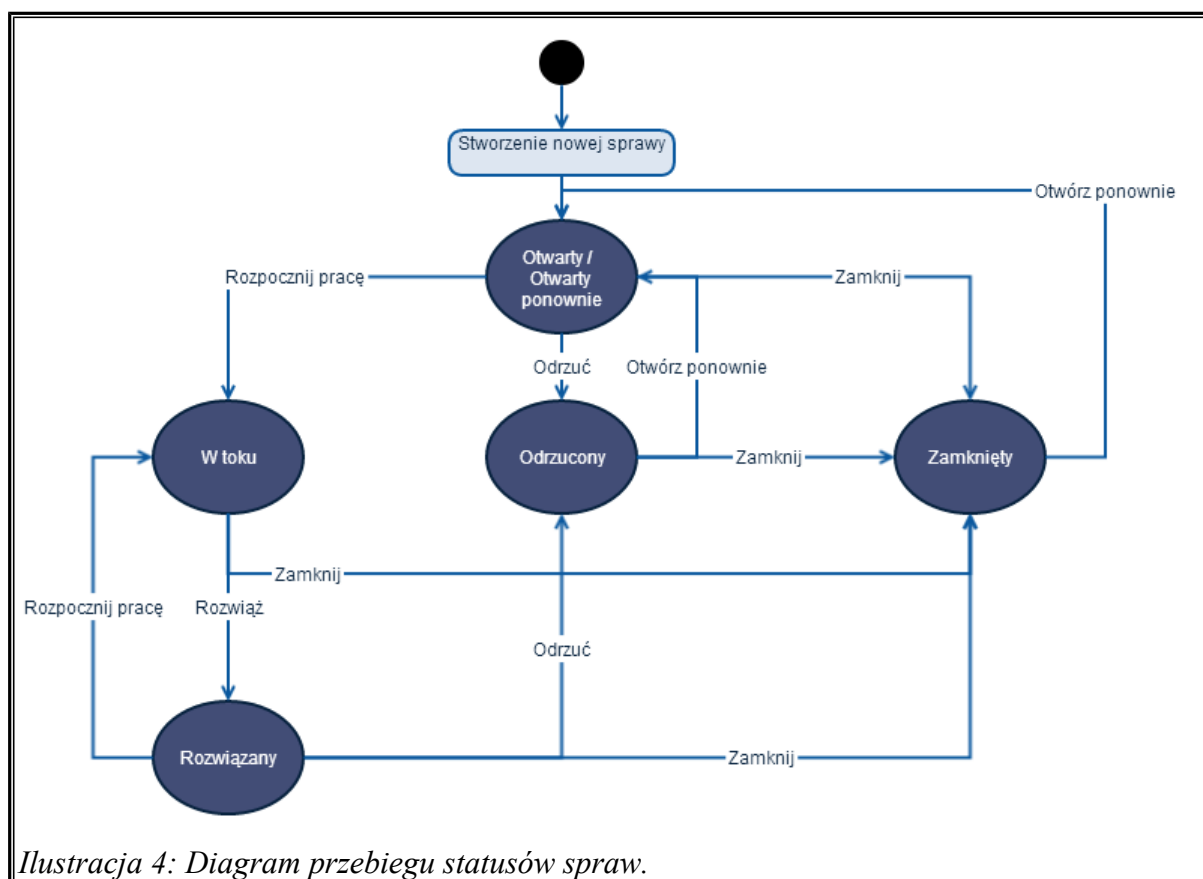 Stworzenie nowej sprawy
Otwórz ponownie
Otwarty /
Otwarty
ponownie
Rozpocznij pracę
Zamknij
Odrzuć
Otwórz ponownie
W toku
Odrzucony
Zamknij
Zamknięty
Zamknij
Rozpocznij pracę
Rozwiąż
Odrzuć
Rozwiązany
Zamknij
Ilustracja 4: Diagram przebiegu statusów spraw.